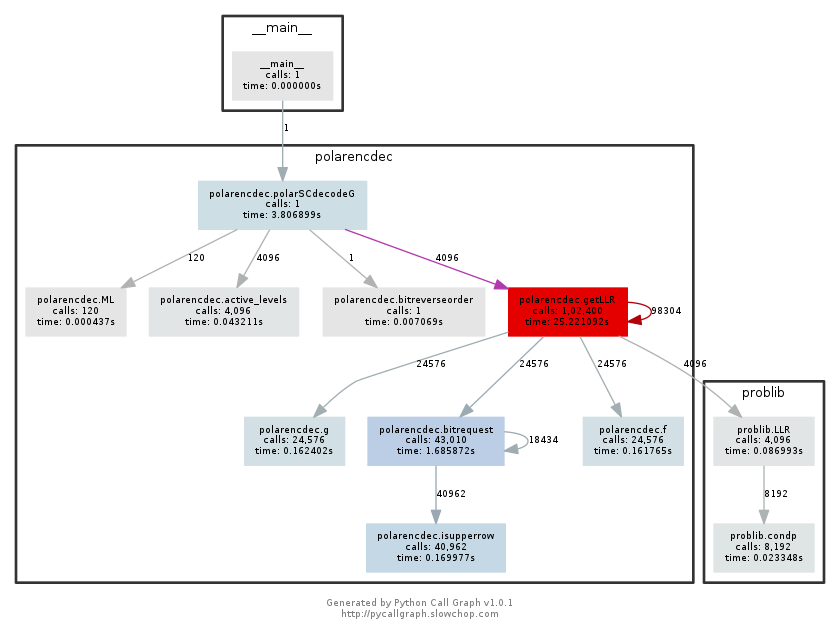 __main__
__main__
calls: 1
time: 0.000000s
1
polarencdec
polarencdec.polarSCdecodeG
calls: 1
time: 3.806899s
120
4096
1
4096
polarencdec.ML
calls: 120
time: 0.000437s
polarencdec.active_levels
calls: 4,096
time: 0.043211s
polarencdec.bitreverseorder
calls: 1
time: 0.007069s
polarencdec.getLLR
calls: 1,02,400
time: 25.221092s
98304
24576
24576
24576
4096
problib
polarencdec.g
calls: 24,576
time: 0.162402s
polarencdec.bitrequest
calls: 43,010
time: 1.685872s
18434
polarencdec.f
calls: 24,576
time: 0.161765s
problib.LLR
calls: 4,096
time: 0.086993s
40962
8192
polarencdec.isupperrow
calls: 40,962
time: 0.169977s
problib.condp
calls: 8,192
time: 0.023348s
Generated by Python Call Graph v1.0.1
http://pycallgraph.slowchop.com